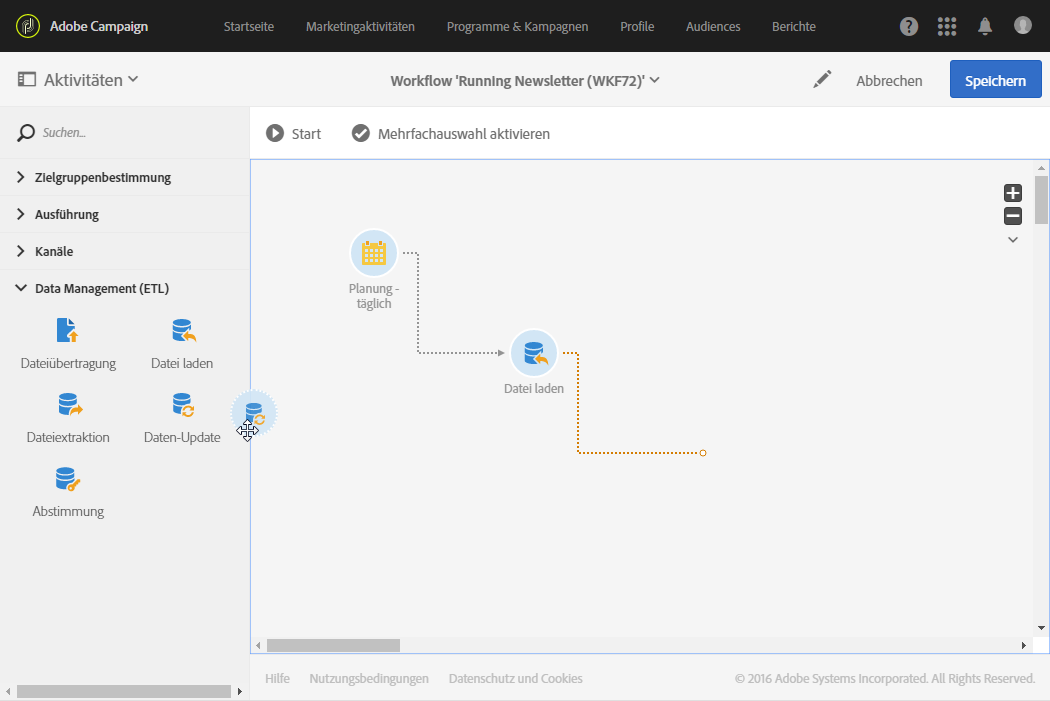 Adobe Campaign
Startseite
Marketingaktivitäten
Programme & Kampagnen
Profile
Audiences
Berichte
Aktivitäten
Workflow 'Running Newsletter (WKF72)'
Abbrechen
Speichern
Suchen...
Start
Mehrfachauswahl aktivieren
Zielgruppenbestimmung
Ausführung
Kanäle
Data Management (ETL)
Dateiübertragung
Datei laden
Dateiextraktion
Daten-Update
Abstimmung
Planung -
täglich
Datei laden
Hilfe
Nutzungsbedingungen
Datenschutz und Cookies
© 2016 Adobe Systems Incorporated. All Rights Reserved.